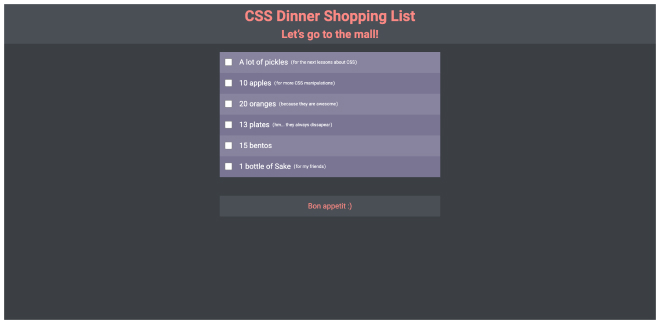 CSS Dinner Shopping List
Let's go to the mall!
A lot of pickles (for the next lessons about CSS)
10 apples (for more CSS manipulations)
20 oranges (because they are awesome)
13 plates (hm... they always dissapear)
15 bentos
1 bottle of Sake (for my friends)
Bon appetit :)